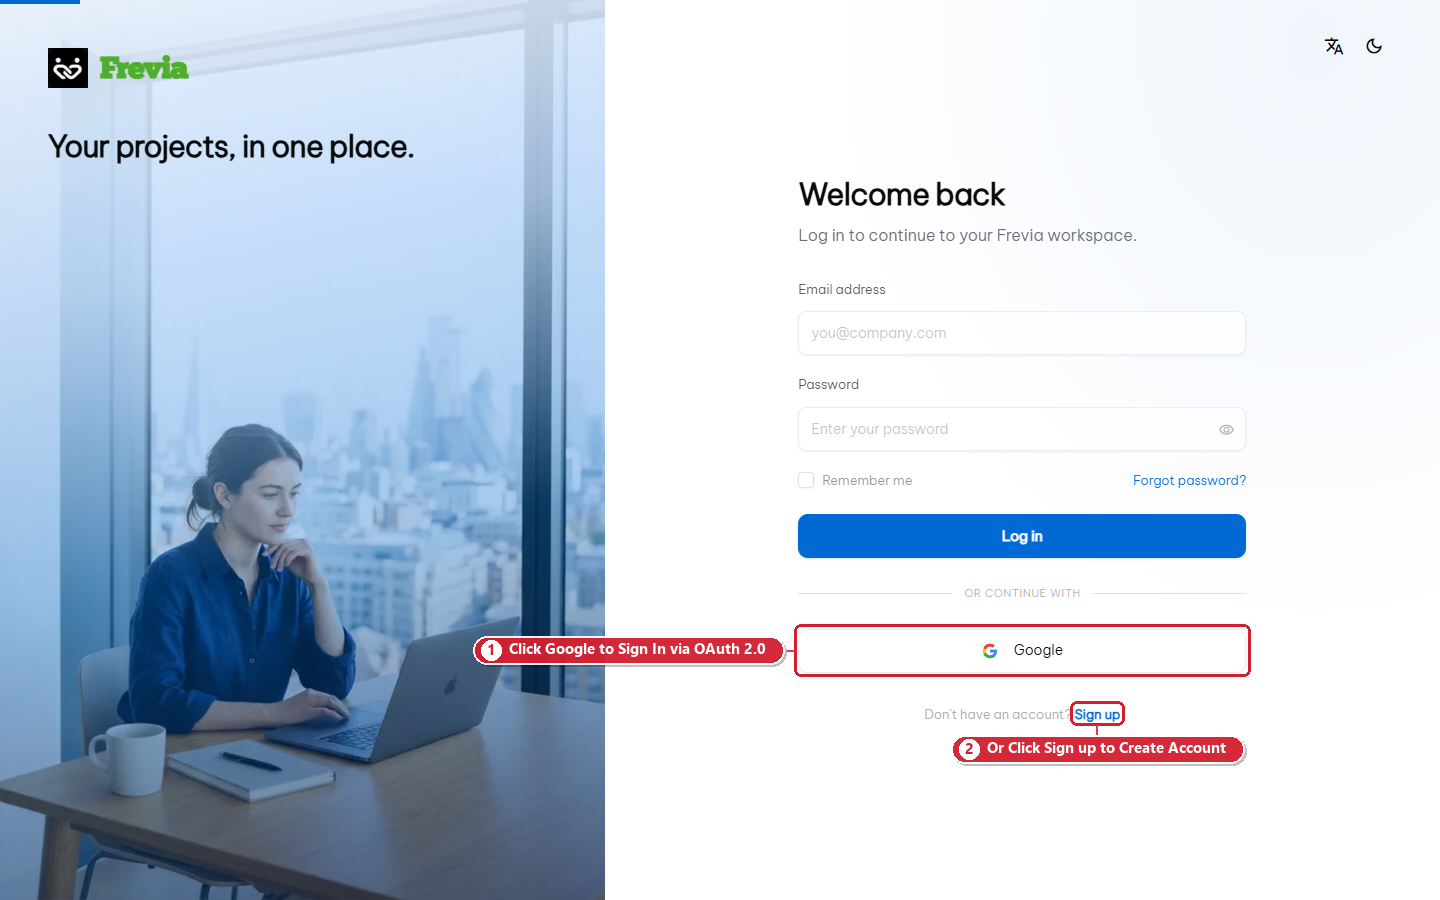 Frevia
Your projects, in one place.
Welcome back
Log in to continue to your Frevia workspace.
Email address
you@company.com
Password
Enter your password
Remember me
Forgot password?
Log in
OR CONTINUE WITH
1 Click Google to Sign In via OAuth 2.0
Google
Don't have an account? Sign up
2 Or Click Sign up to Create Account